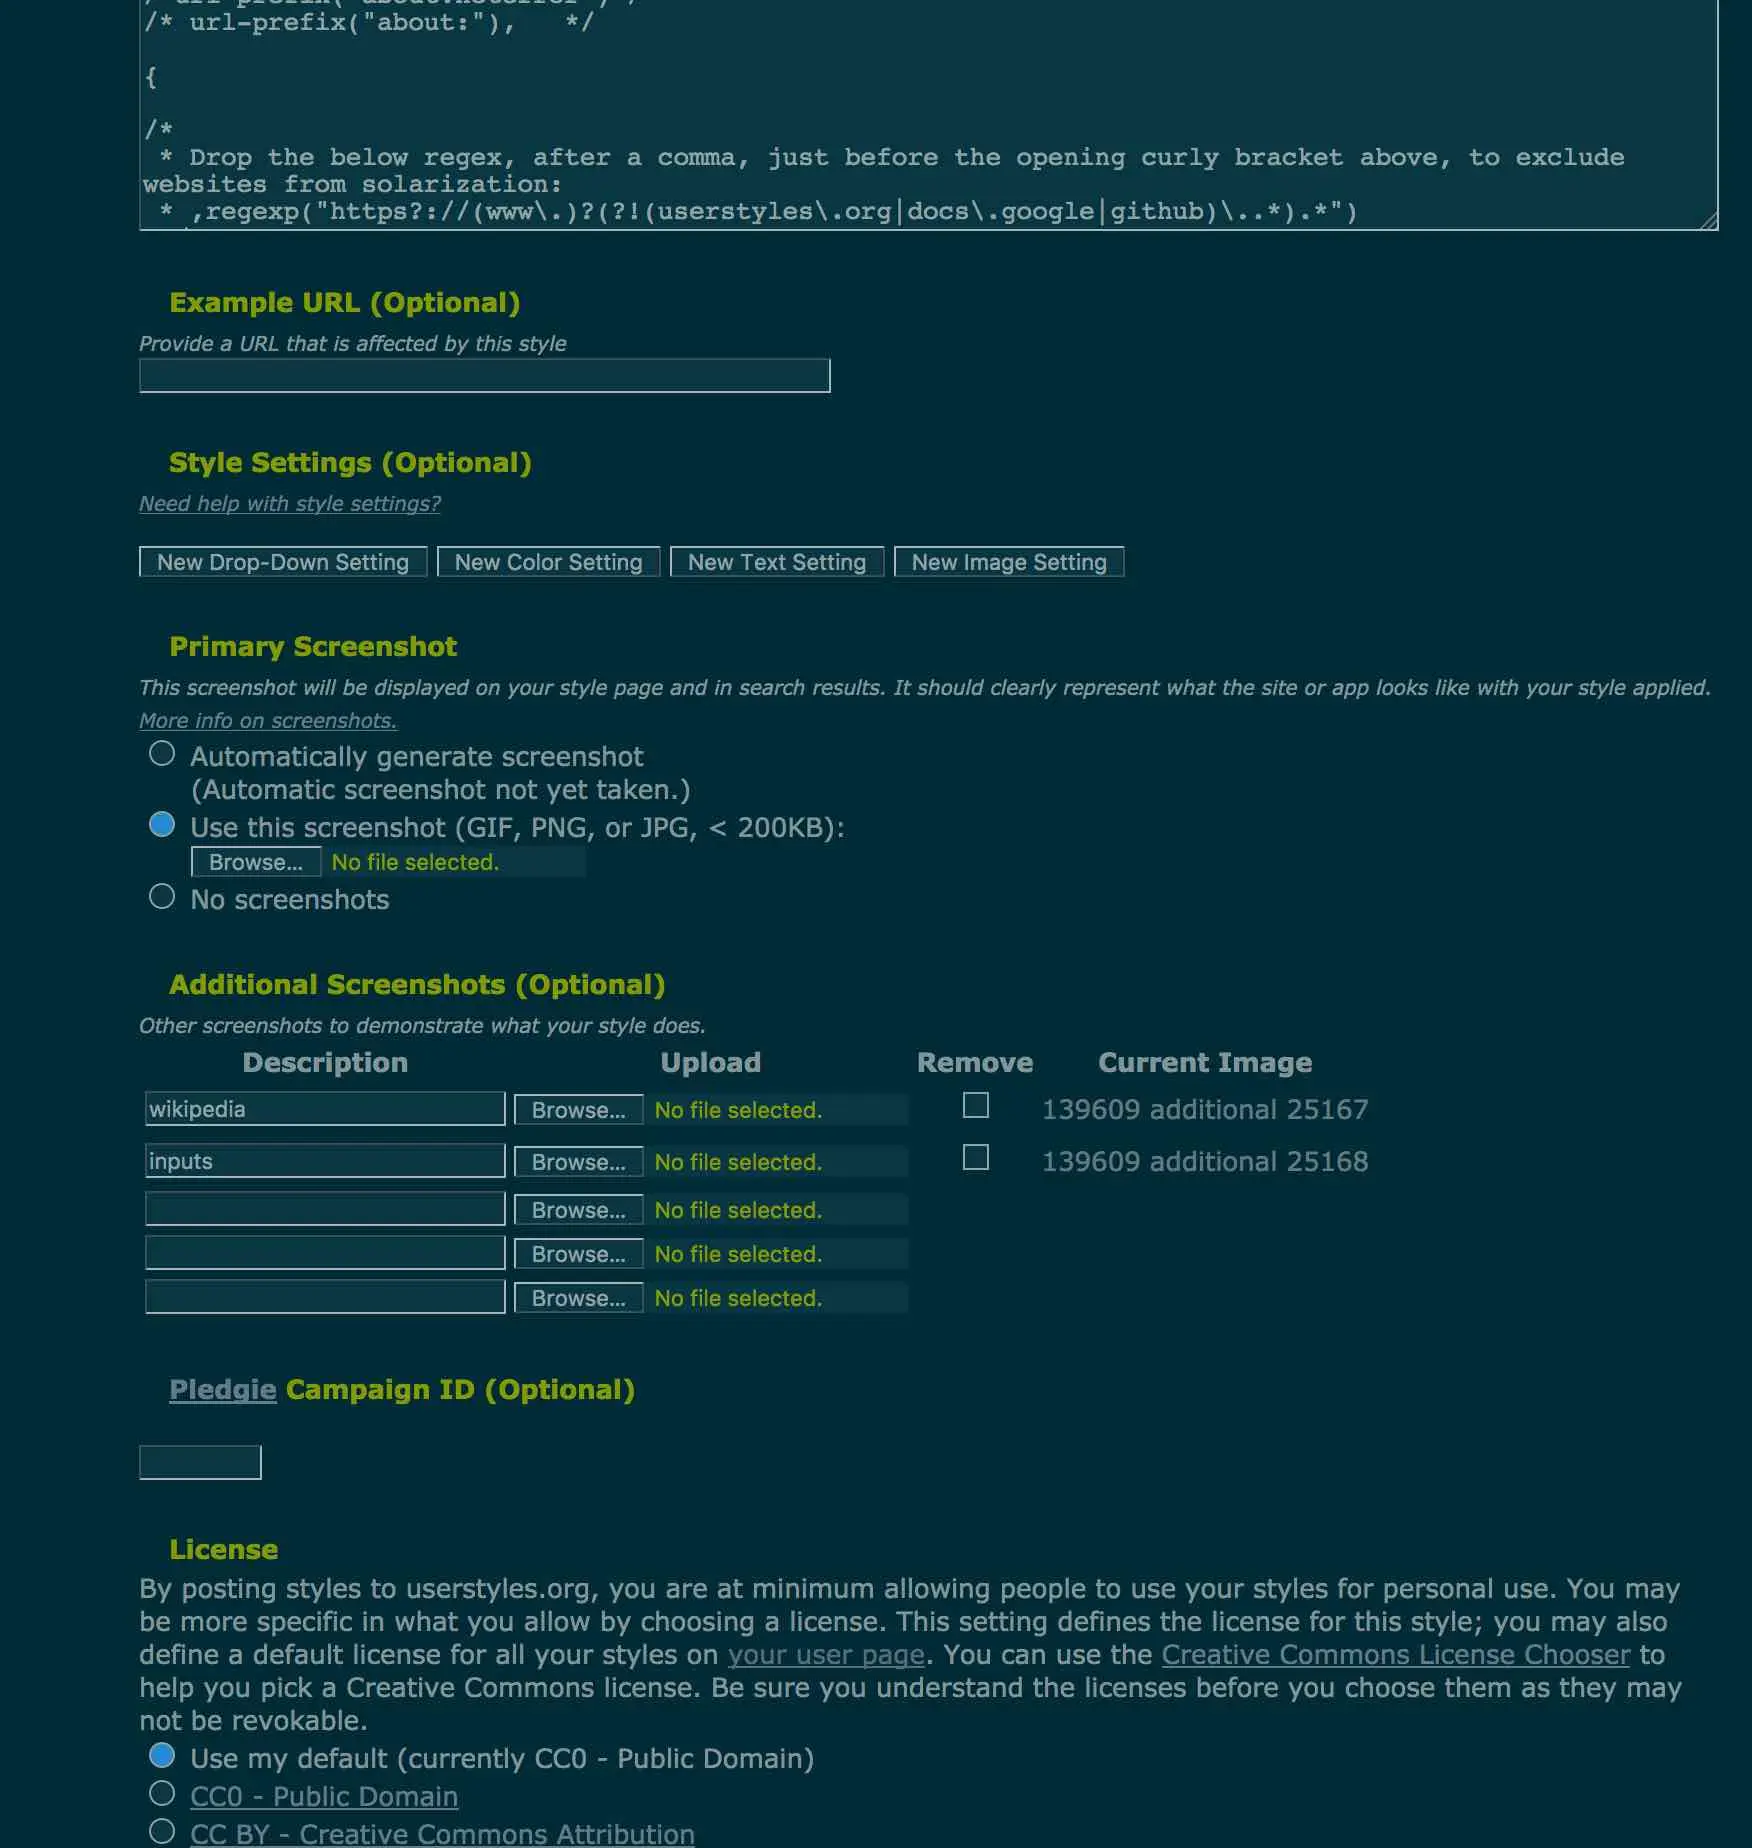 /* url-prefix("about:"),   */
{
/*
 * Drop the below regex, after a comma, just before the opening curly bracket above, to exclude
websites from solarization:
 * ,regexp("https?://(www\.)?(?!(userstyles\.org|docs\.google|github)\..*).*")
Example URL (Optional)
Provide a URL that is affected by this style
Style Settings (Optional)
Need help with style settings?
New Drop-Down Setting New Color Setting New Text Setting New Image Setting
Primary Screenshot
This screenshot will be displayed on your style page and in search results. It should clearly represent what the site or app looks like with your style applied.
More info on screenshots.
Automatically generate screenshot
(Automatic screenshot not yet taken.)
Use this screenshot (GIF, PNG, or JPG, < 200KB):
Browse... No file selected.
No screenshots
Additional Screenshots (Optional)
Other screenshots to demonstrate what your style does.
Description Upload Remove Current Image
wikipedia Browse... No file selected. 139609 additional 25167
inputs Browse... No file selected. 139609 additional 25168
Browse... No file selected.
Browse... No file selected.
Browse... No file selected.
Pledgie Campaign ID (Optional)
License
By posting styles to userstyles.org, you are at minimum allowing people to use your styles for personal use. You may
be more specific in what you allow by choosing a license. This setting defines the license for this style; you may also
define a default license for all your styles on your user page. You can use the Creative Commons License Chooser to
help you pick a Creative Commons license. Be sure you understand the licenses before you choose them as they may
not be revokable.
Use my default (currently CC0 - Public Domain)
CC0 - Public Domain
CC BY - Creative Commons Attribution